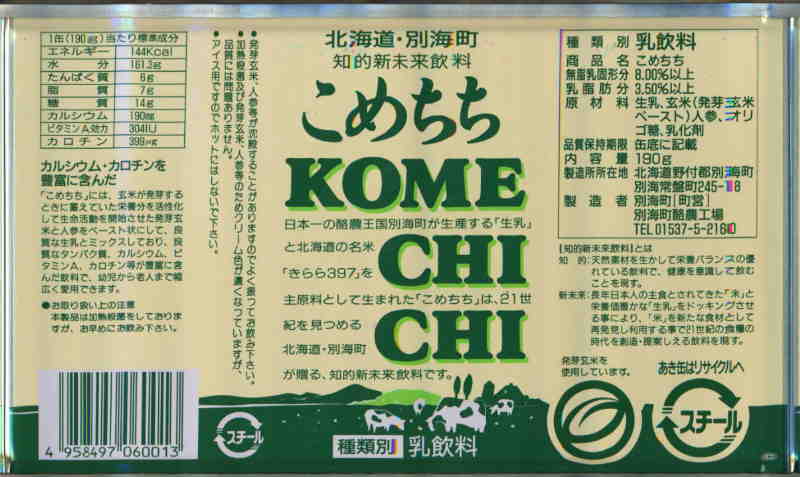 1缶(190g)当たり標準成分
エネルギー 144Kcal
水分 161.3g
たんぱく質 6g
脂質 7g
糖質 14g
カルシウム 190mg
ビタミンA効力 304IU
カロチン 399μg
カルシウム・カロチンを
豊富に含んだ
「こめちち」には、玄米が発芽する
ときに蓄えていた栄養分を活性化
して生命活動を開始させた発芽玄
米と人参をペースト状にして、良
質な生乳とミックスしており、良
質なタンパク質、カルシウム、ビ
タミンA、カロチン等が豊富に含
んだ飲料で、幼児から老人まで幅
広く愛用できます。
●お取り扱い上の注意
本製品は加熱殺菌をしておりま
すが、お早めにお飲み下さい。
4 958497 060013
スチール
●発芽玄米、人参等が沈殿することがありますのでよく振ってお飲み下さい。
●加熱殺菌及び発芽玄米、人参等のためクリーム色が濃くなっていますが、
品質には問題ありません。
●アイス用ですのでホットにはしないで下さい。
北海道・別海町
知的新未来飲料
こめちち
KOME
日本一の酪農王国別海町が生産する「生乳」
と北海道の名米
「きらら397」を
CHI
主原料として生まれた「こめちち」は、21世
紀を見つめる
北海道・別海町
CHI
が贈る、知的新未来飲料です。
種類別 乳飲料
種類別 乳飲料
商品名 こめちち
無脂乳固形分 8.00%以上
乳脂肪分 3.50%以上
原材料 生乳、玄米(発芽玄米
ペースト)人参、オリ
ゴ糖、乳化剤
品質保持期限 缶底に記載
内容量 190g
製造所所在地 北海道野付郡別海町
別海常盤町245-18
製造者 別海町[町営]
別海町酪農工場
TEL01537-5-2160
[知的新未来飲料]とは
知的:天然素材を生かして栄養バランスの優
れている飲料で、健康を意識して飲む
ことを現す。
新未来:長年日本人の主食とされてきた「米」と
栄養価豊かな「生乳」をドッキングさせ
る事により、「米」を新たな食材として
再発見し利用する事で21世紀の食糧の
時代を創造・提案しえる飲料を現す。
発芽玄米を
使用しています。
あき缶はリサイクルへ
スチール